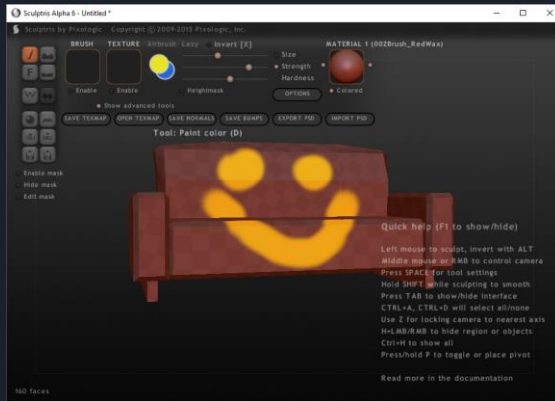 Sculptris Alpha 6 - Untitled *
Sculptris by Pixologic Copyright © 2009-2015 Pixologic, Inc.
BRUSH TEXTURE Airbrush Lazy Invert [X] MATERIAL 1 (00ZBrush_RedWax)
Size
Strength
Hardness
Enable Enable Heightmask OPTIONS Colored
Show advanced tools
SAVE TEXMAP OPEN TEXMAP SAVE NORMALS SAVE BUMPS EXPORT PSD IMPORT PSD
Tool: Paint color (D)
Enable mask
Hide mask
Edit mask
Quick help (F1 to show/hide)
Left mouse to sculpt, invert with ALT
Middle mouse or RMB to control camera
Press SPACE for tool settings
Hold SHIFT while sculpting to smooth
Press TAB to show/hide interface
CTRL+A, CTRL+D will select all/none
Use Z for locking camera to nearest axis
H+LMB/RMB to hide region or objects
Ctrl+H to show all
Press/hold P to toggle or place pivot
Read more in the documentation
160 faces